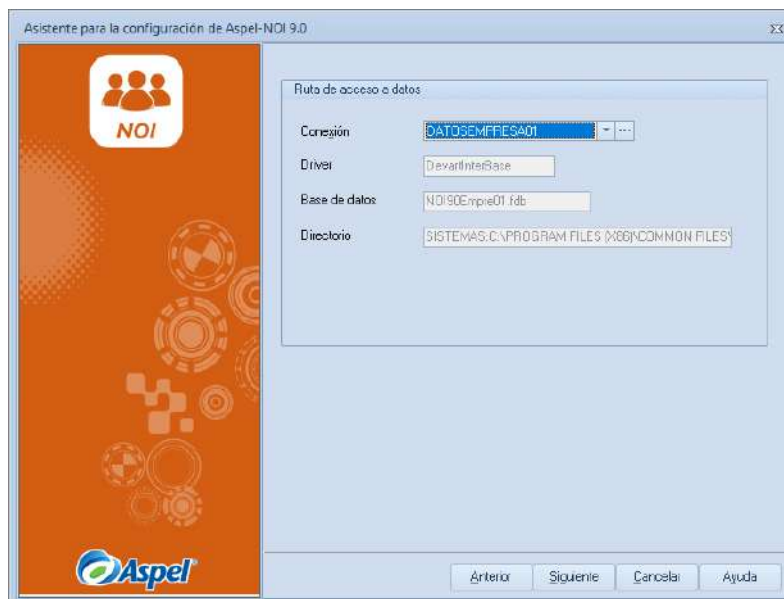 Asistente para la configuración de Aspel-NOI 9.0
NOI
Ruta de acceso a datos
Conexión DATOSEMPRESA01
Driver DevartInterBase
Base de datos NOI90Empre01.fdb
Directorio SISTEMAS:C:\PROGRAM FILES (X86)\COMMON FILES\
Aspel
Anterior Siguiente Cancelar Ayuda